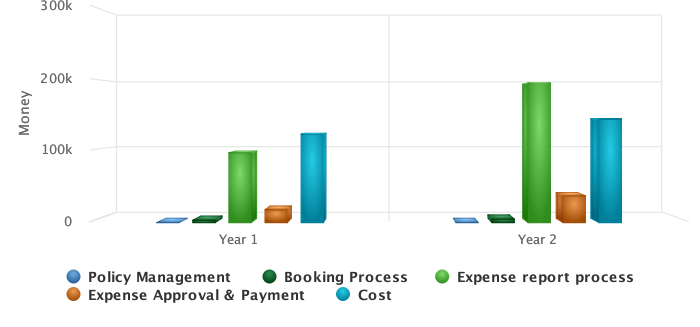 300k
200k
100k
0
Money
Year 1
Year 2
Policy Management
Booking Process
Expense report process
Expense Approval & Payment
Cost